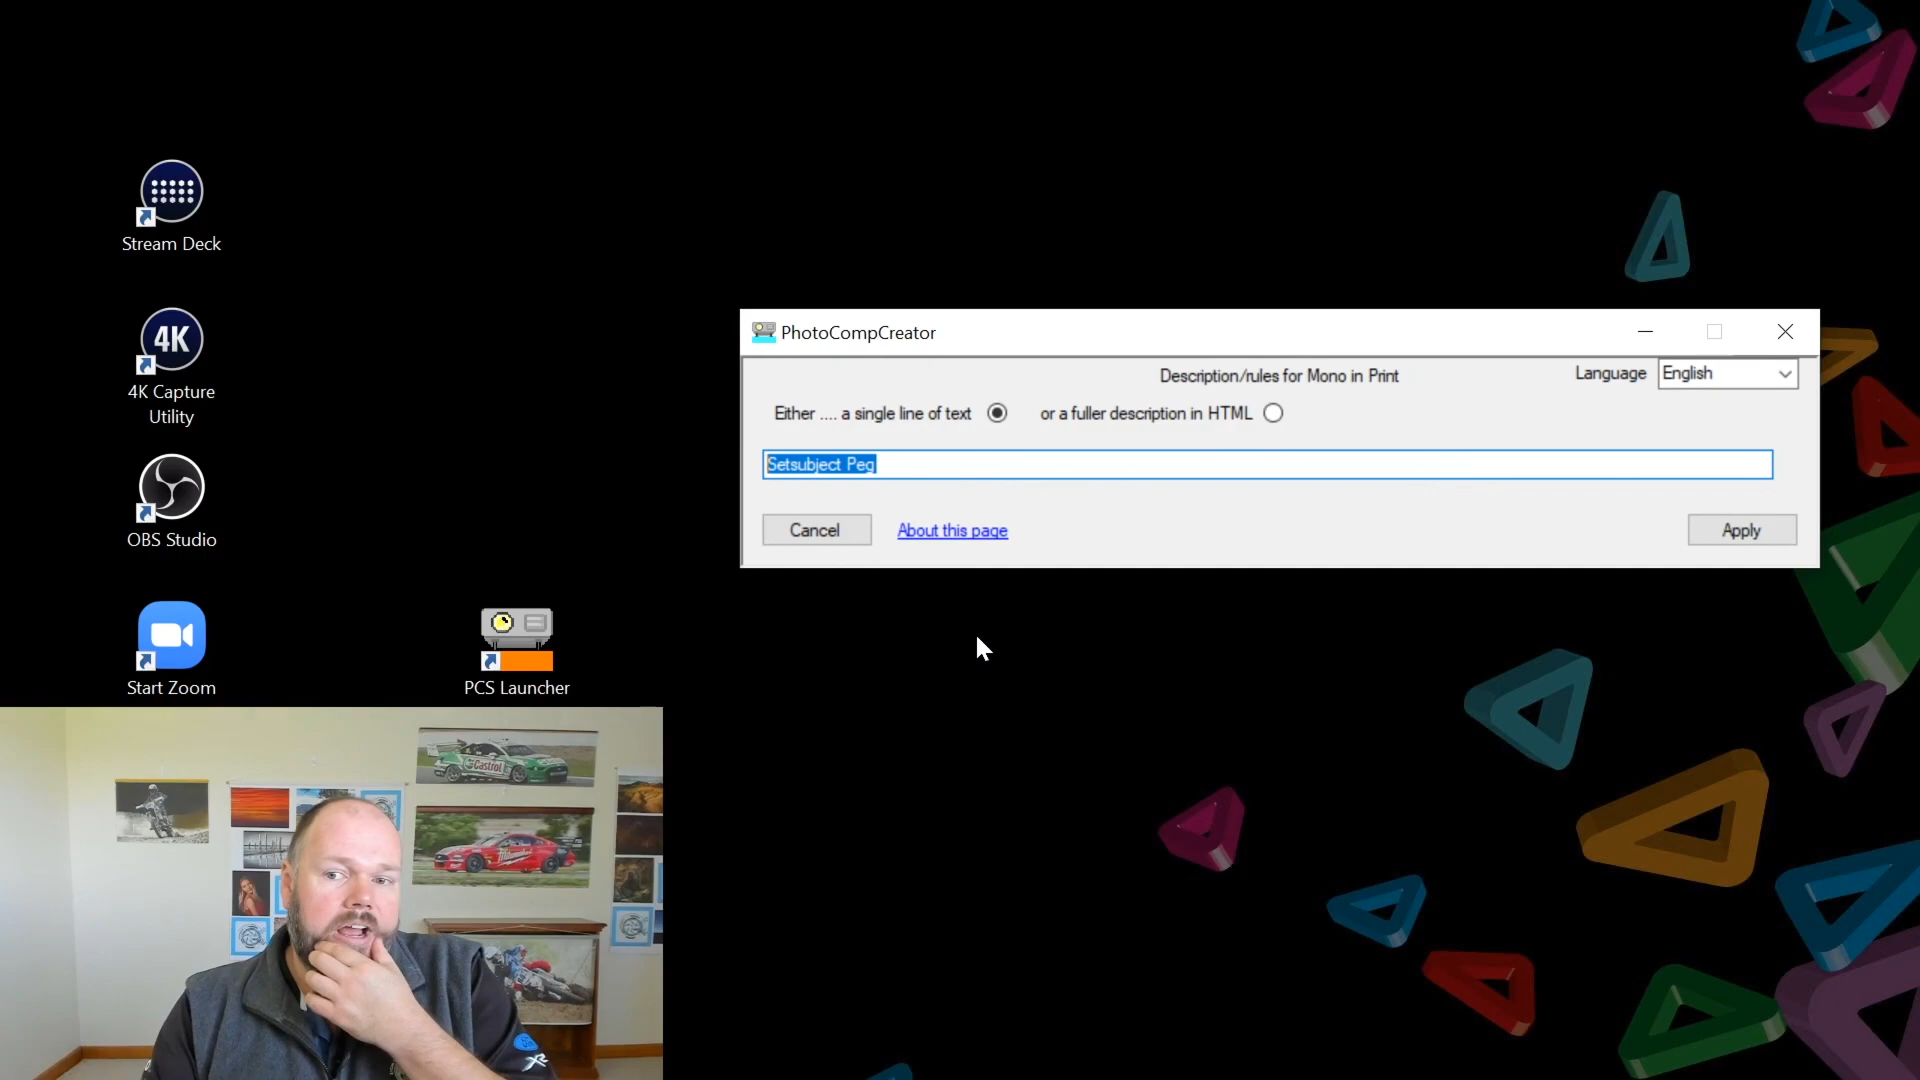 Stream Deck
4K
4K Capture
Utility
OBS Studio
Start Zoom
PCS Launcher
PhotoCompCreator
Description/rules for Mono in Print
Language English
Either .... a single line of text or a fuller description in HTML
Setsubject Peg
Cancel About this page Apply
Castrol